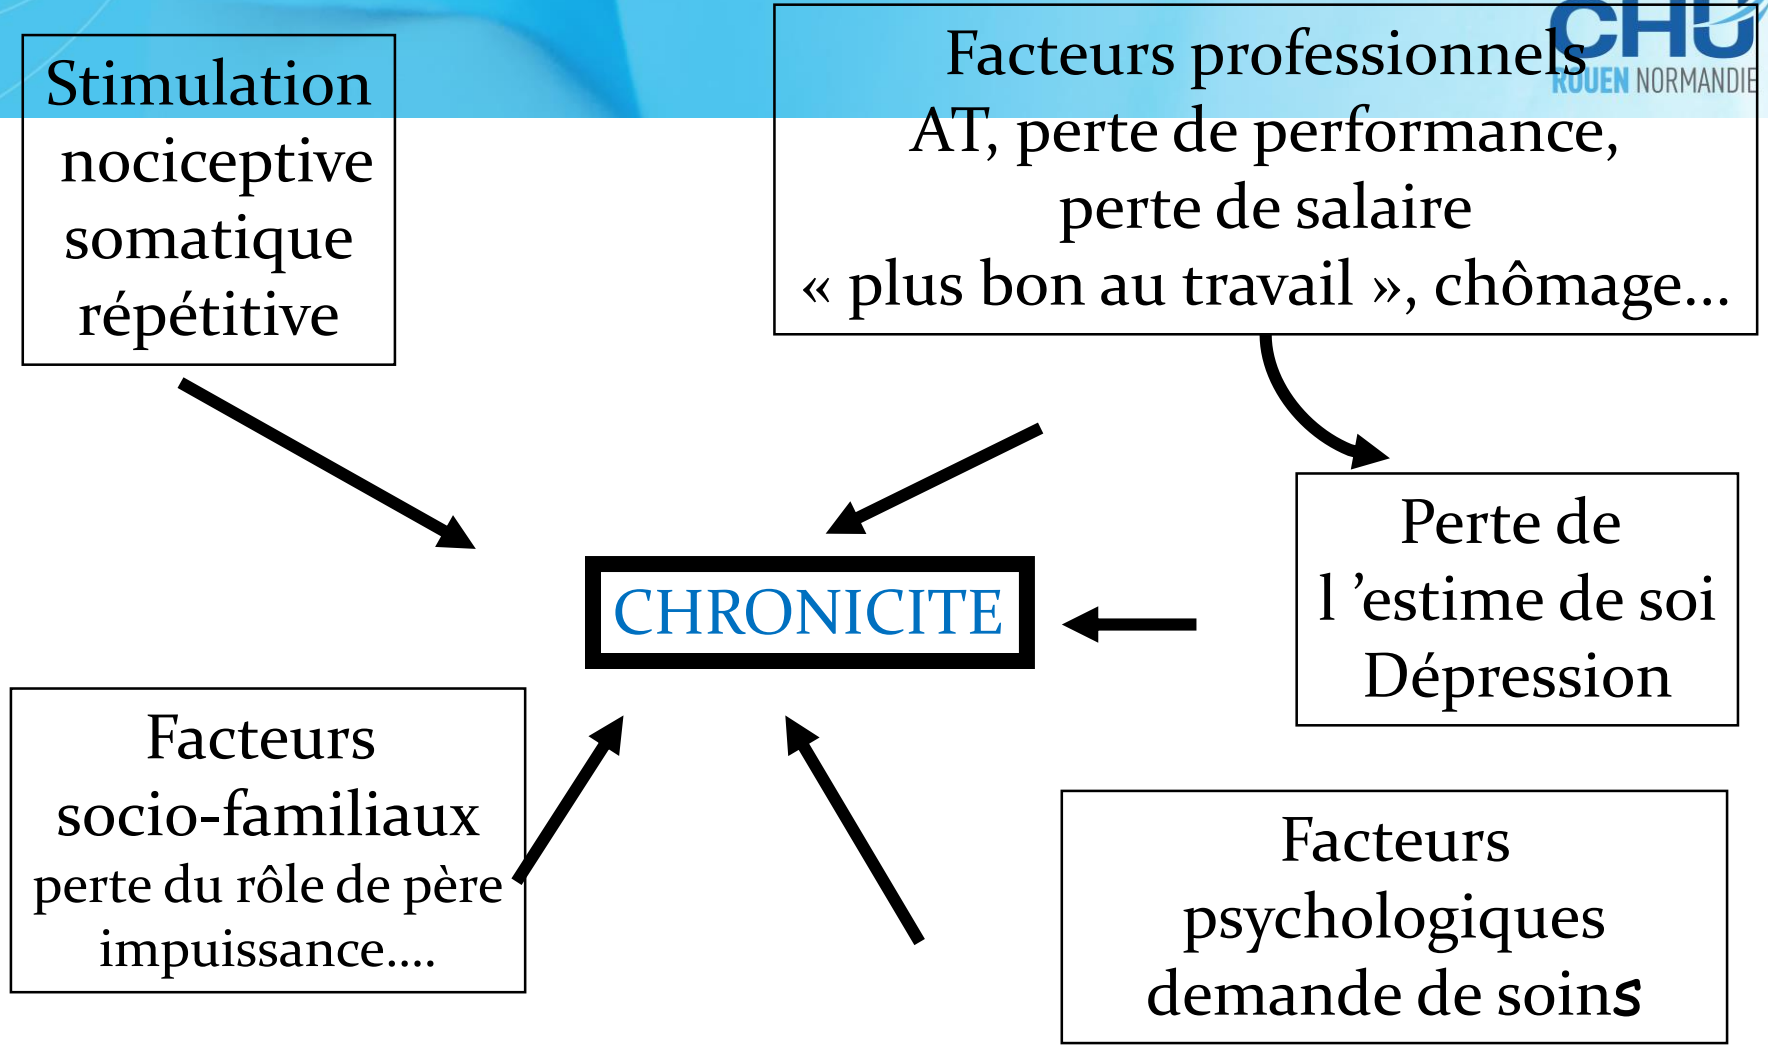 Stimulation
nociceptive
somatique
répétitive
Facteurs professionnels
AT, perte de performance,
perte de salaire
« plus bon au travail », chômage...
CHU
ROUEN NORMANDIE
CHRONICITE
Perte de
l ’estime de soi
Dépression
Facteurs
socio-familiaux
perte du rôle de père
impuissance....
Facteurs
psychologiques
demande de soins